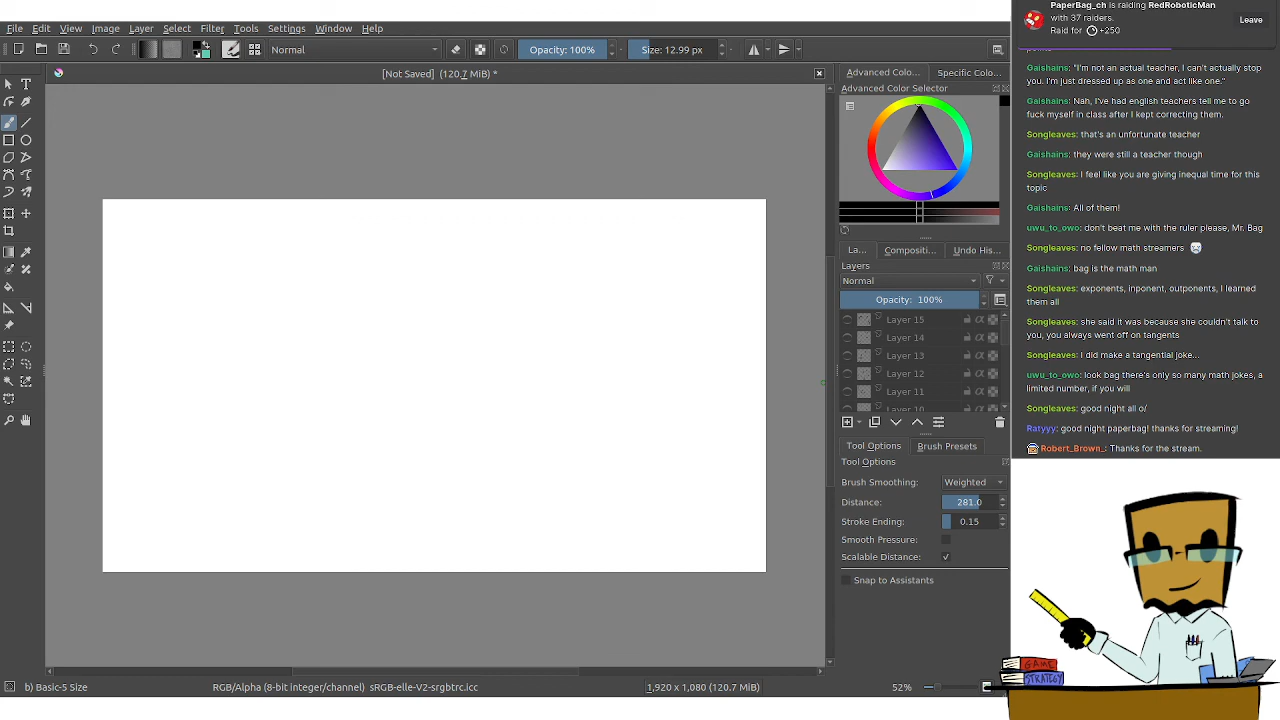 File Edit View Image Layer Select Filter Tools Settings Window Help
Normal
Opacity: 100%
Size: 12.99 px
[Not Saved] (120.7 MiB) *
Advanced Colo...
Specific Colo...
Advanced Color Selector
La...
Compositi...
Undo His...
Layers
Normal
Opacity: 100%
Layer 15
Layer 14
Layer 13
Layer 12
Layer 11
Layer 10
Tool Options
Brush Presets
Tool Options
Brush Smoothing: Weighted
Distance: 281.0
Stroke Ending: 0.15
Smooth Pressure:
Scalable Distance:
Snap to Assistants
b) Basic-5 Size
RGB/Alpha (8-bit integer/channel) sRGB-elle-V2-srgbtrc.icc
1,920 x 1,080 (120.7 MiB)
52%
PaperBag_ch is raiding RedRoboticMan
with 37 raiders.
Raid for +250
Leave
points
Gaishains: "I'm not an actual teacher, I can't actually stop
you. I'm just dressed up as one and act like one."
Gaishains: Nah, I've had english teachers tell me to go
fuck myself in class after I kept correcting them.
Songleaves: that's an unfortunate teacher
Gaishains: they were still a teacher though
Songleaves: I feel like you are giving inequal time for this
topic
Gaishains: All of them!
uwu_to_owo: don't beat me with the ruler please, Mr. Bag
Songleaves: no fellow math streamers
Gaishains: bag is the math man
Songleaves: exponents, inponent, outponents, I learned
them all
Songleaves: she said it was because she couldn't talk to
you, you always went off on tangents
Songleaves: I did make a tangential joke...
uwu_to_owo: look bag there's only so many math jokes, a
limited number, if you will
Songleaves: good night all o/
Ratyyy: good night paperbag! thanks for streaming!
Robert_Brown_: Thanks for the stream.
GAME
STRATEGY